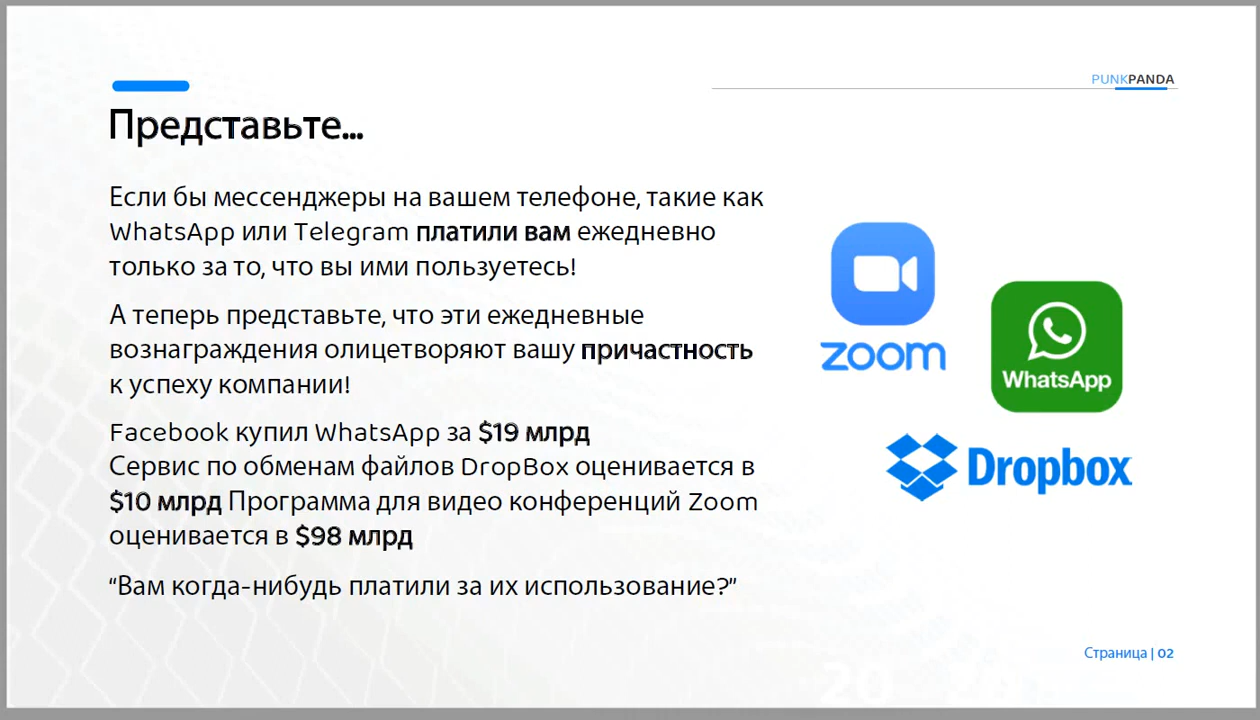 PUNKPANDA
Представьте...
Если бы мессенджеры на вашем телефоне, такие как
WhatsApp или Telegram платили вам ежедневно
только за то, что вы ими пользуетесь!
А теперь представьте, что эти ежедневные
вознаграждения олицетворяют вашу причастность
к успеху компании!
Facebook купил WhatsApp за $19 млрд
Сервис по обменам файлов DropBox оценивается в
$10 млрд Программа для видео конференций Zoom
оценивается в $98 млрд
“Вам когда-нибудь платили за их использование?”
zoom
WhatsApp
Dropbox
Страница | 02